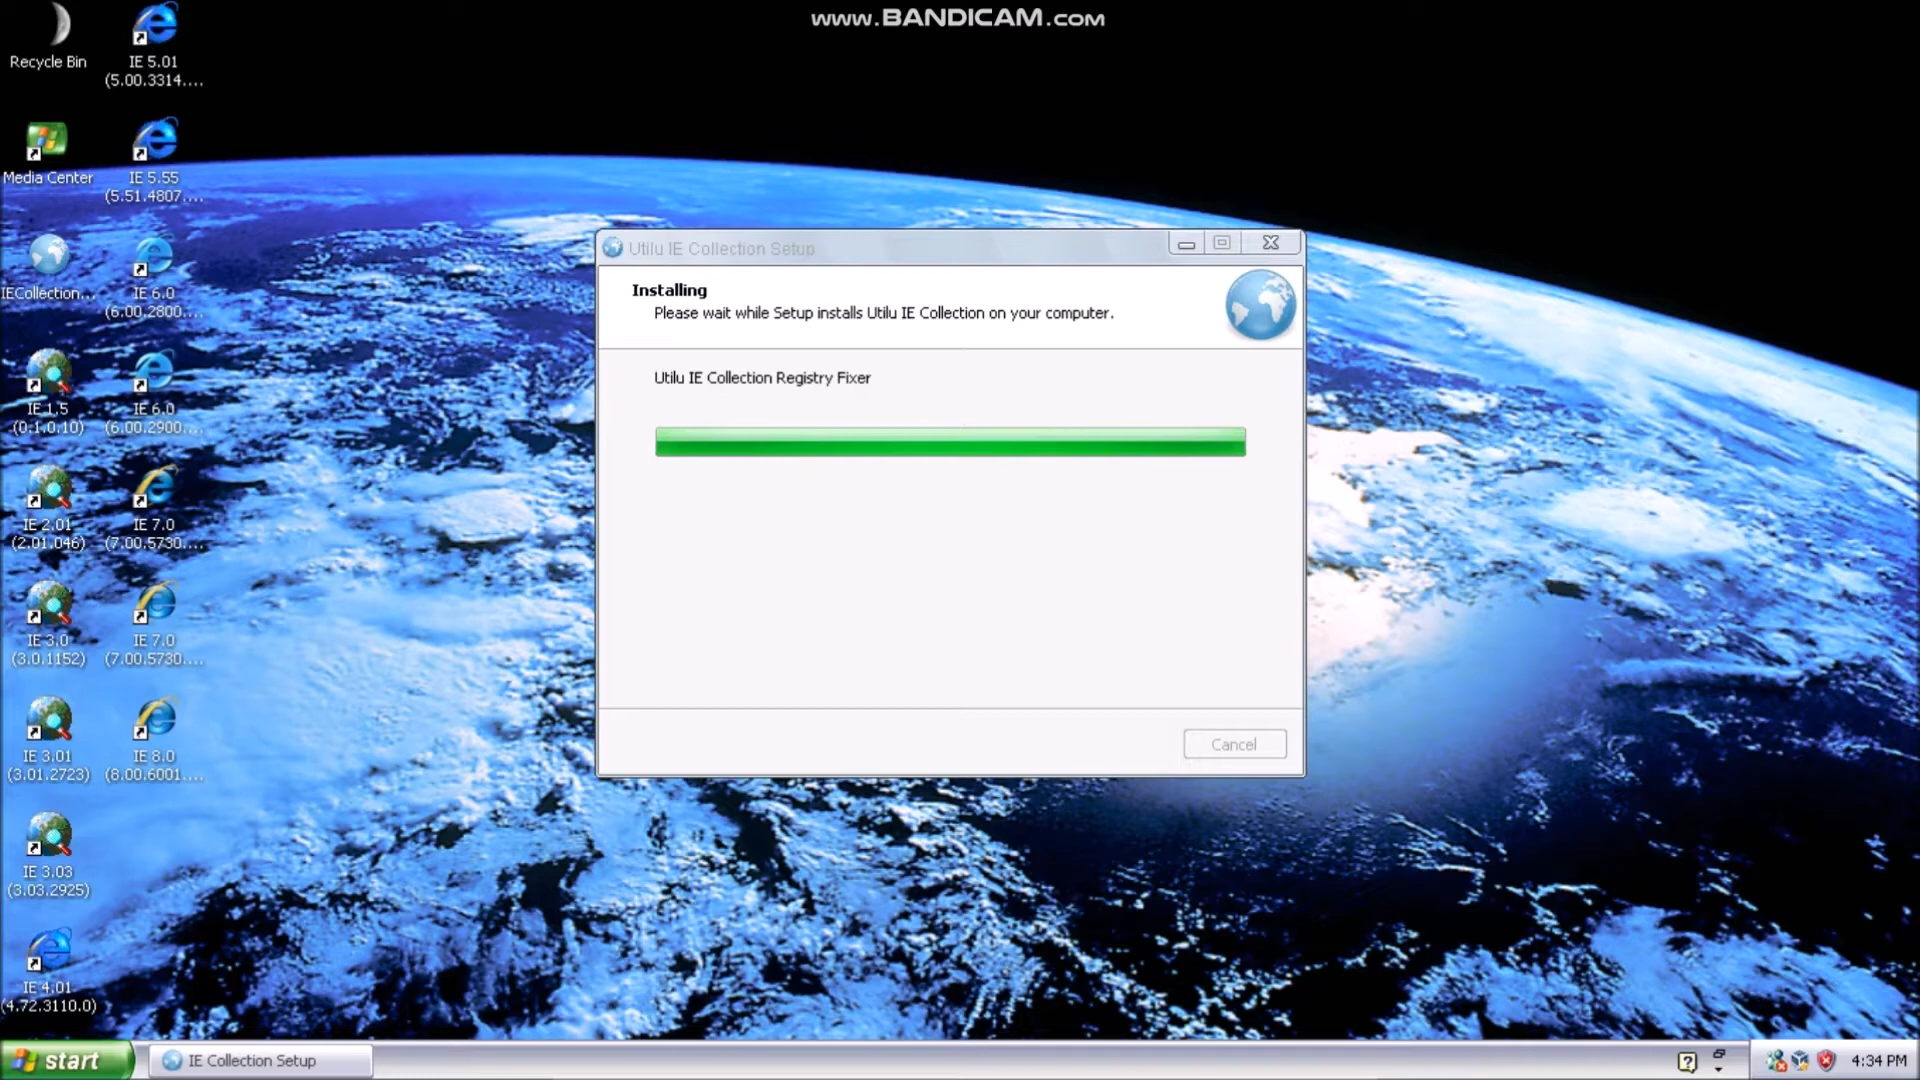 www.BANDICAM.com
Recycle Bin
IE 5.01
(5.00.3314....
Media Center
IE 5.55
(5.51.4807....
IECollection...
IE 6.0
(6.00.2800....
IE 1.5
(0.1.0.10)
IE 6.0
(6.00.2900....
IE 2.01
(2.01.046)
IE 7.0
(7.00.5730....
IE 3.0
(3.0.1152)
IE 7.0
(7.00.5730....
IE 3.01
(3.01.2723)
IE 8.0
(8.00.6001....
IE 3.03
(3.03.2925)
IE 4.01
(4.72.3110.0)
Utilu IE Collection Setup
Installing
Please wait while Setup installs Utilu IE Collection on your computer.
Utilu IE Collection Registry Fixer
Cancel
start
IE Collection Setup
4:34 PM